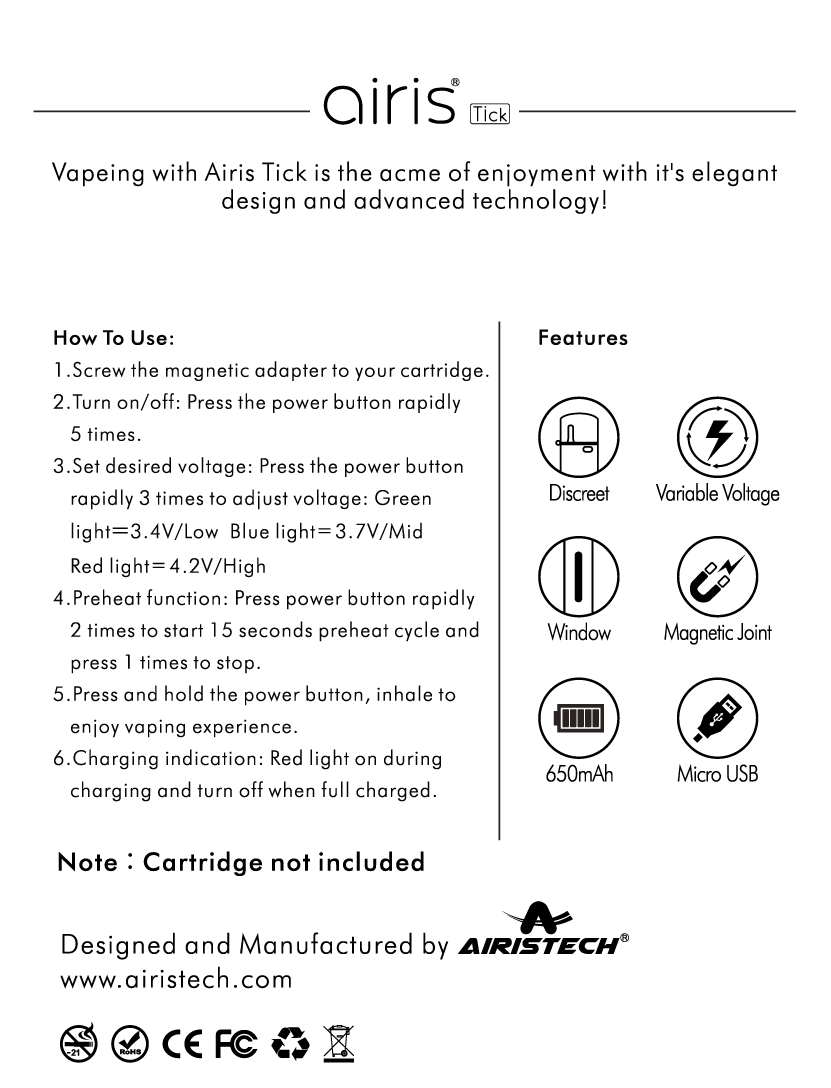 airis® Tick
Vapeing with Airis Tick is the acme of enjoyment with it's elegant
design and advanced technology!
How To Use:
1.Screw the magnetic adapter to your cartridge.
2.Turn on/off: Press the power button rapidly
5 times.
3.Set desired voltage: Press the power button
rapidly 3 times to adjust voltage: Green
light=3.4V/Low Blue light=3.7V/Mid
Red light=4.2V/High
4.Preheat function: Press power button rapidly
2 times to start 15 seconds preheat cycle and
press 1 times to stop.
5.Press and hold the power button, inhale to
enjoy vaping experience.
6.Charging indication: Red light on during
charging and turn off when full charged.
Features
Discreet Variable Voltage
Window Magnetic Joint
650mAh Micro USB
Note：Cartridge not included
Designed and Manufactured by AIRISTECH®
www.airistech.com
-21 RoHS CE FC